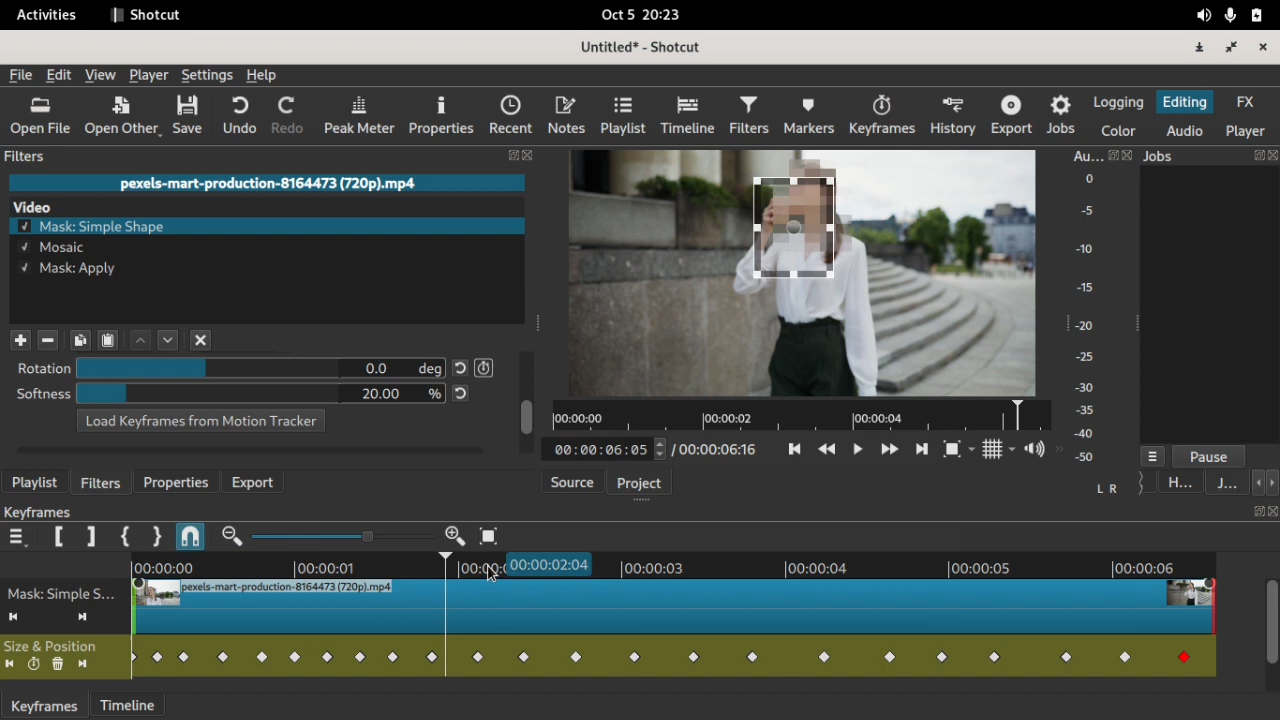 Activities Shotcut Oct 5 20:23
Untitled* - Shotcut
File Edit View Player Settings Help
Open File Open Other Save Undo Redo Peak Meter Properties Recent Notes Playlist Timeline Filters Markers Keyframes History Export Jobs
Logging Editing FX
Color Audio Player
Filters
pexels-mart-production-8164473 (720p).mp4
Video
✓ Mask: Simple Shape
✓ Mosaic
✓ Mask: Apply
Rotation 0.0 deg
Softness 20.00 %
Load Keyframes from Motion Tracker
Playlist Filters Properties Export
00:00:00 00:00:02 00:00:04
00:00:06:05 / 00:00:06:16
Source Project
Au...
0
-5
-10
-15
-20
-25
-30
-35
-40
-50
L R
Jobs
Pause
H... J...
Keyframes
00:00:00 00:00:01 00:00:0 00:00:02:04 00:00:03 00:00:04 00:00:05 00:00:06
Mask: Simple S... pexels-mart-production-8164473 (720p).mp4
Size & Position
Keyframes Timeline